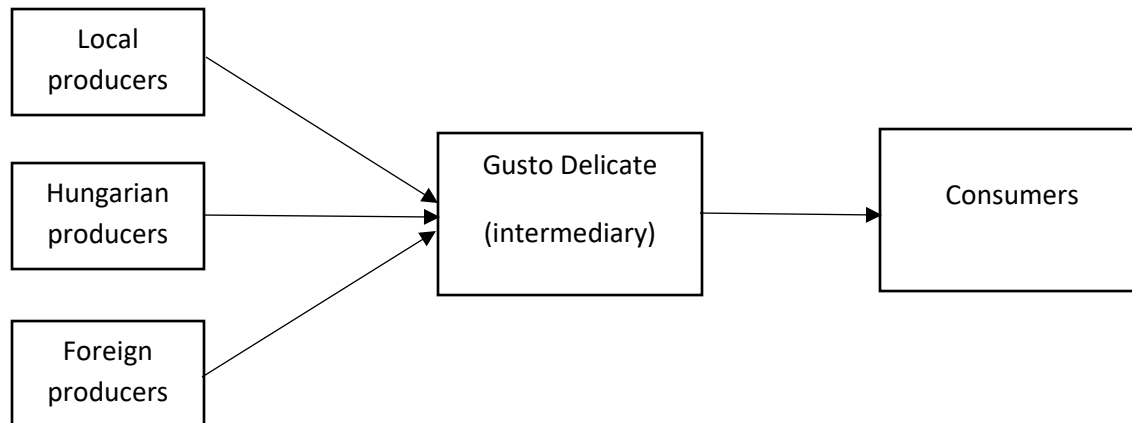 Local
producers
Hungarian
producers
Foreign
producers
Gusto Delicate
(intermediary)
Consumers